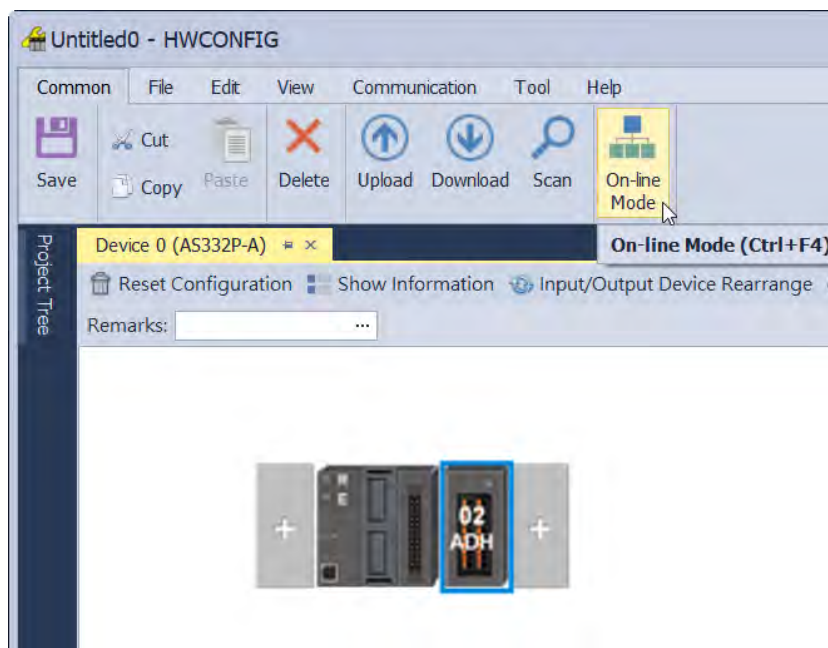 Untitled0 - HWCONFIG
Common File Edit View Communication Tool Help
Save Cut Copy Paste Delete Upload Download Scan On-line Mode
On-line Mode (Ctrl+F4)
Project Tree
Device 0 (AS332P-A)
Reset Configuration Show Information Input/Output Device Rearrange
Remarks: ...
02
ADH